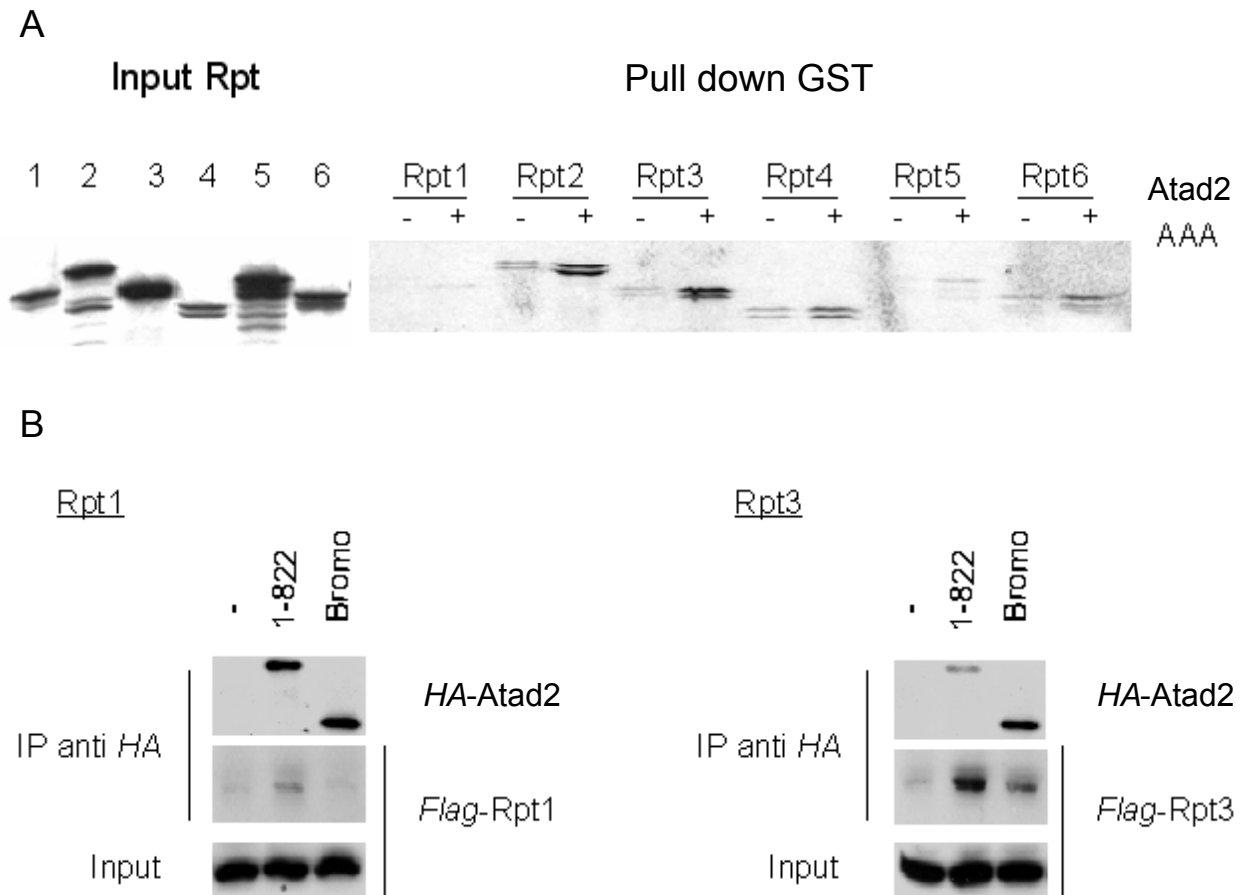 A
Input Rpt
Pull down GST
1 2 3 4 5 6
Rpt1 Rpt2 Rpt3 Rpt4 Rpt5 Rpt6
Atad2
- + - + - + - + - + - +
AAA
B
Rpt1
- 1-822 Bromo
HA-Atad2
IP anti HA
Flag-Rpt1
Input
Rpt3
- 1-822 Bromo
HA-Atad2
IP anti HA
Flag-Rpt3
Input